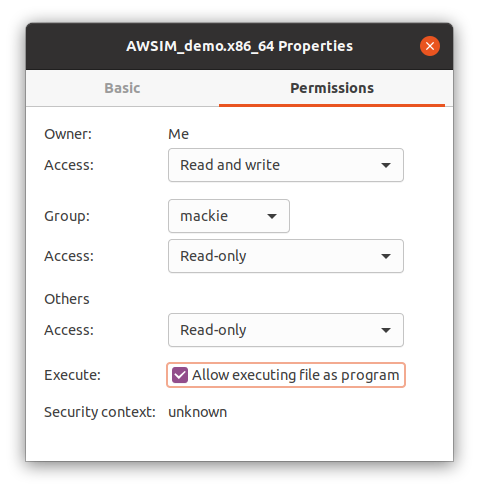 AWSIM_demo.x86_64 Properties
Basic Permissions
Owner: Me
Access: Read and write
Group: mackie
Access: Read-only
Others
Access: Read-only
Execute: Allow executing file as program
Security context: unknown